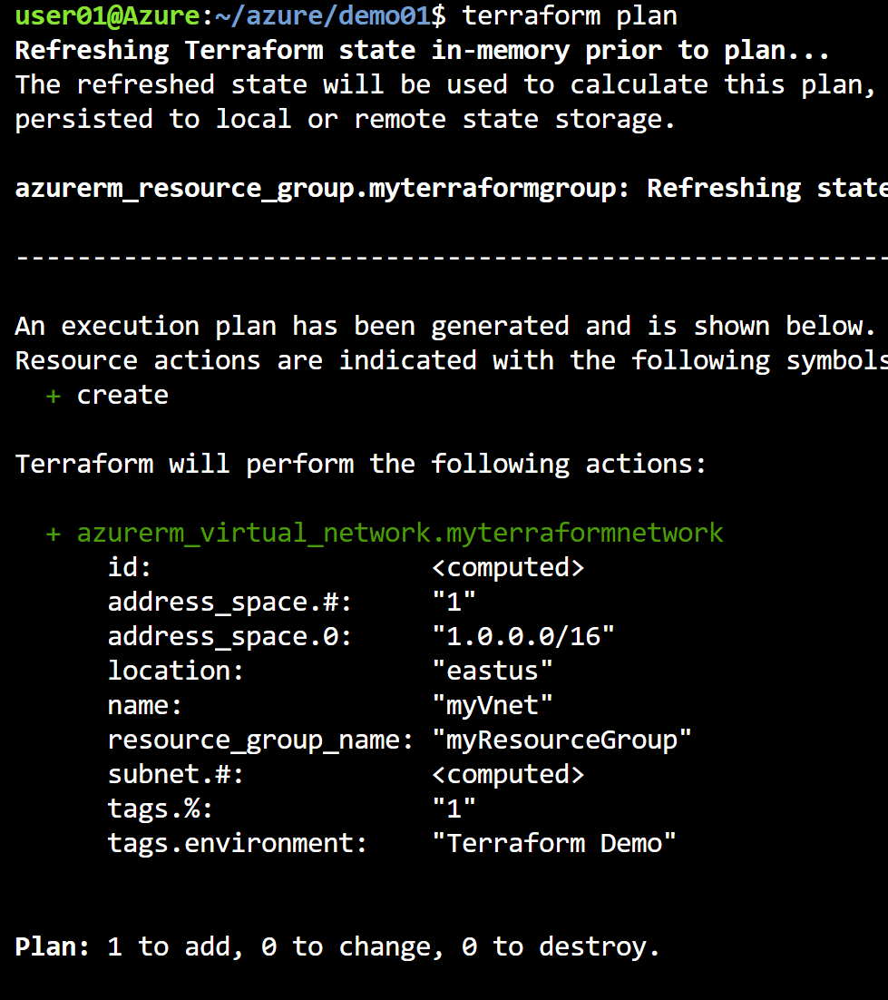 user01@Azure:~/azure/demo01$ terraform plan
Refreshing Terraform state in-memory prior to plan...
The refreshed state will be used to calculate this plan,
persisted to local or remote state storage.
azurerm_resource_group.myterraformgroup: Refreshing state
------------------------------------------------------------------------
An execution plan has been generated and is shown below.
Resource actions are indicated with the following symbols
+ create
Terraform will perform the following actions:
+ azurerm_virtual_network.myterraformnetwork
id: <computed>
address_space.#: "1"
address_space.0: "1.0.0.0/16"
location: "eastus"
name: "myVnet"
resource_group_name: "myResourceGroup"
subnet.#: <computed>
tags.%: "1"
tags.environment: "Terraform Demo"
Plan: 1 to add, 0 to change, 0 to destroy.